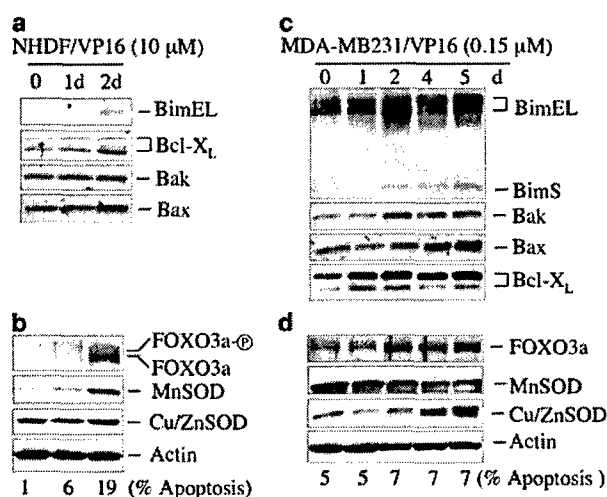 a
NHDF/VP16 (10 μM)
0 1d 2d
BimEL
Bcl-XL
Bak
Bax
b
FOXO3a-Ⓟ
FOXO3a
MnSOD
Cu/ZnSOD
Actin
1 6 19 (% Apoptosis)
c
MDA-MB231/VP16 (0.15 μM)
0 1 2 4 5 d
BimEL
BimS
Bak
Bax
Bcl-XL
d
FOXO3a
MnSOD
Cu/ZnSOD
Actin
5 5 7 7 7 (% Apoptosis)